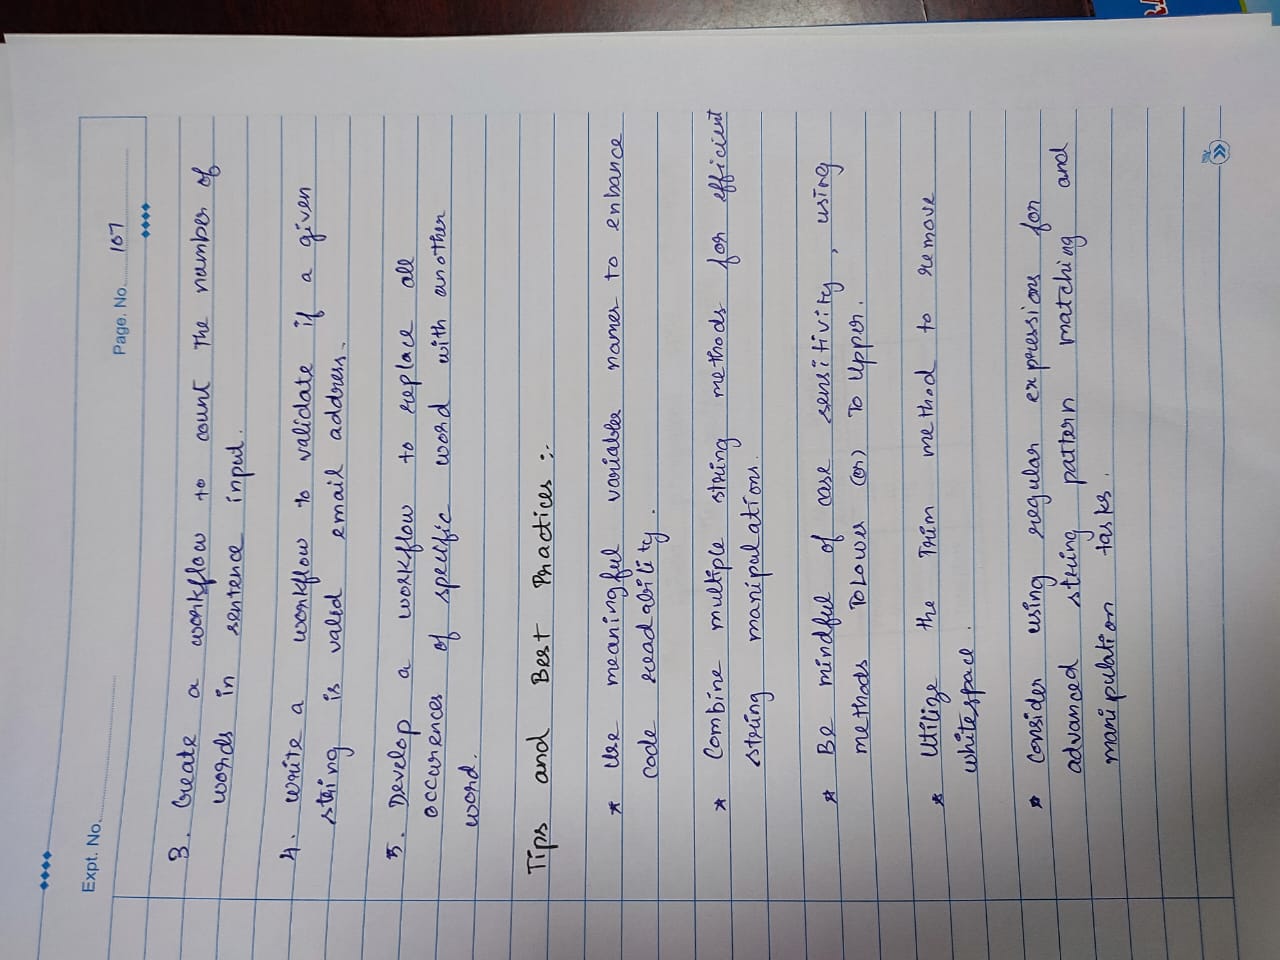 Expt. No.
Page. No. 107
3. Create a workflow to count The number of
words in sentence input.
4. write a workflow to validate if a given
string is valid email address.
5. Develop a workflow to replace all
occurences of specific word with another
word.
Tips and Best Practices :-
* Use meaningful variables names to enhance
code readability.
* Combine multiple string methods for efficient
string manipulations.
* Be mindful of case sensitivity, using
methods ToLower (or) To Upper.
* Utilize the Trim method to remove
whitespace.
* Consider using regular expressions for
advanced string pattern matching and
manipulation tasks.